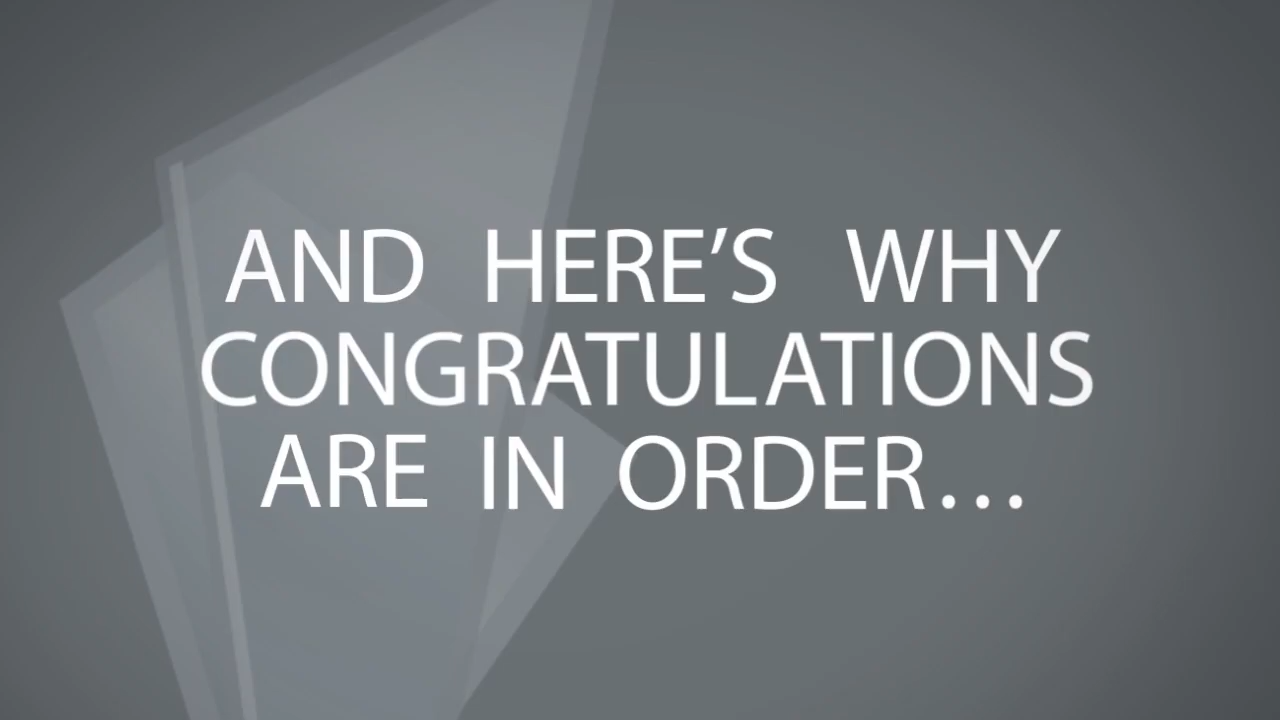 AND HERE’S WHY
CONGRATULATIONS
ARE IN ORDER…